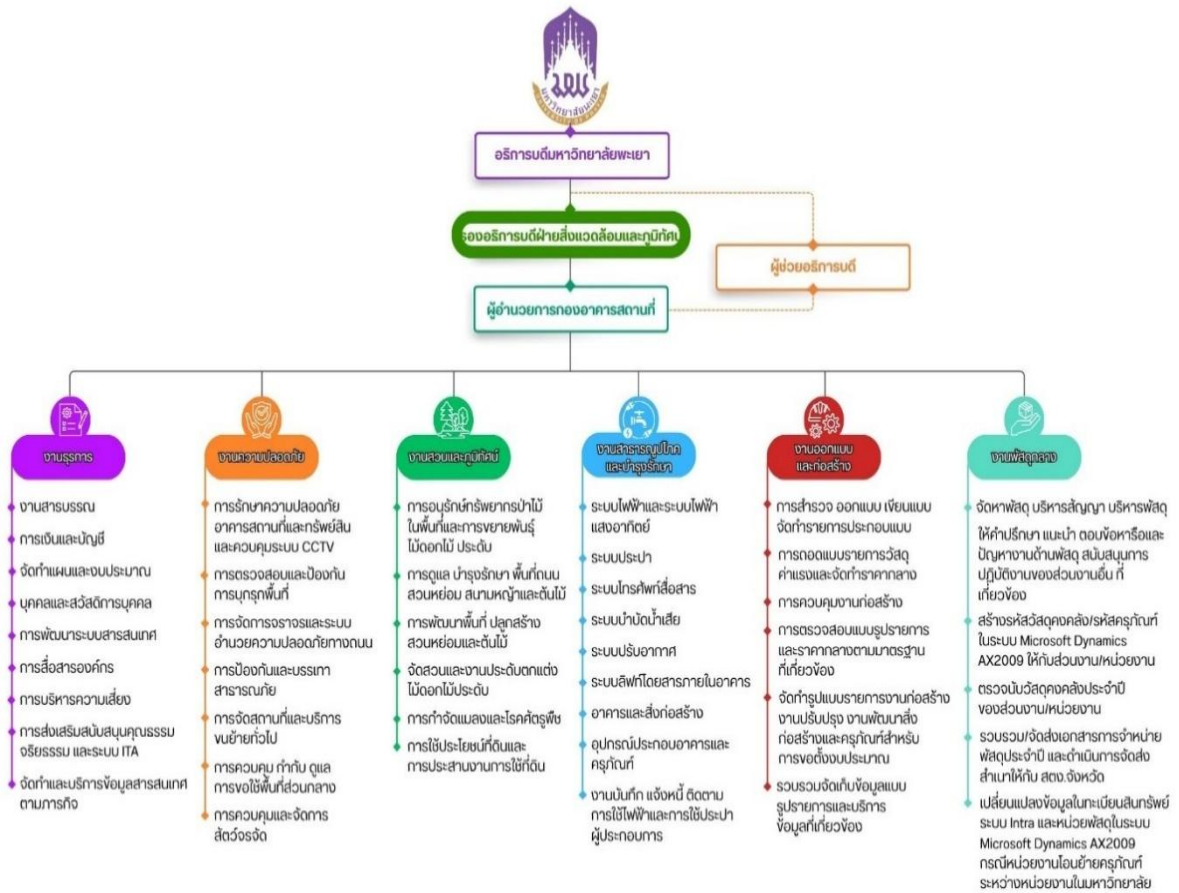 มพ
มหาวิทยาลัยพะเยา
UNIVERSITY OF PHAYAO
อธิการบดีมหาวิทยาลัยพะเยา
รองอธิการบดีฝ่ายสิ่งแวดล้อมและภูมิทัศน์
ผู้ช่วยอธิการบดี
ผู้อำนวยการกองอาคารสถานที่
งานธุรการ
งานสารบรรณ
การเงินและบัญชี
จัดทำแผนและงบประมาณ
บุคคลและสวัสดิการบุคคล
การพัฒนาระบบสารสนเทศ
การสื่อสารองค์กร
การบริหารความเสี่ยง
การส่งเสริมสนับสนุนคุณธรรม
จริยธรรม และระบบ ITA
จัดทำและบริการข้อมูลสารสนเทศ
ตามภารกิจ
งานความปลอดภัย
การรักษาความปลอดภัย
อาคารสถานที่และทรัพย์สิน
และควบคุมระบบ CCTV
การตรวจสอบและป้องกัน
การบุกรุกพื้นที่
การจัดการจราจรและระบบ
อำนวยความปลอดภัยทางถนน
การป้องกันและบรรเทา
สาธารณภัย
การจัดสถานที่และบริการ
ขนย้ายทั่วไป
การควบคุม กำกับ ดูแล
การขอใช้พื้นที่ส่วนกลาง
การควบคุมและจัดการ
สัตว์จรจัด
งานสวนและภูมิทัศน์
การอนุรักษ์ทรัพยากรป่าไม้
ในพื้นที่และการขยายพันธุ์
ไม้ดอกไม้ ประดับ
การดูแล บำรุงรักษา พื้นที่ถนน
สวนหย่อม สนามหญ้าและต้นไม้
การพัฒนาพื้นที่ ปลูกสร้าง
สวนหย่อมและต้นไม้
จัดสวนและงานประดับตกแต่ง
ไม้ดอกไม้ประดับ
การกำจัดแมลงและโรคศัตรูพืช
การใช้ประโยชน์ที่ดินและ
การประสานงานการใช้ที่ดิน
งานสาธารณูปโภค
และบำรุงรักษา
ระบบไฟฟ้าและระบบไฟฟ้า
แสงอาทิตย์
ระบบประปา
ระบบโทรศัพท์สื่อสาร
ระบบบำบัดน้ำเสีย
ระบบปรับอากาศ
ระบบลิฟท์โดยสารภายในอาคาร
อาคารและสิ่งก่อสร้าง
อุปกรณ์ประกอบอาคารและ
ครุภัณฑ์
งานบันทึก แจ้งหนี้ ติดตาม
การใช้ไฟฟ้าและการใช้ประปา
ผู้ประกอบการ
งานออกแบบ
และก่อสร้าง
การสำรวจ ออกแบบ เขียนแบบ
จัดทำรายการประกอบแบบ
การถอดแบบรายการวัสดุ
ค่าแรงและจัดทำราคากลาง
การควบคุมงานก่อสร้าง
การตรวจสอบแบบรูปรายการ
และราคากลางตามมาตรฐาน
ที่เกี่ยวข้อง
จัดทำรูปแบบรายการงานก่อสร้าง
งานปรับปรุง งานพัฒนาสิ่ง
ก่อสร้างและครุภัณฑ์สำหรับ
การขอตั้งงบประมาณ
รวบรวมจัดเก็บข้อมูลแบบ
รูปรายการและบริการ
ข้อมูลที่เกี่ยวข้อง
งานพัสดุกลาง
จัดหาพัสดุ บริหารสัญญา บริหารพัสดุ
ให้คำปรึกษา แนะนำ ตอบข้อหารือและ
ปัญหางานด้านพัสดุ สนับสนุนการ
ปฏิบัติงานของส่วนงานอื่น ที่
เกี่ยวข้อง
สร้างรหัสวัสดุคงคลัง/รหัสครุภัณฑ์
ในระบบ Microsoft Dynamics
AX2009 ให้กับส่วนงาน/หน่วยงาน
ตรวจนับวัสดุคงคลังประจำปี
ของส่วนงาน/หน่วยงาน
รวบรวม/จัดส่งเอกสารการจำหน่าย
พัสดุประจำปี และดำเนินการจัดส่ง
สำเนาให้กับ สตง.จังหวัด
เปลี่ยนแปลงข้อมูลในทะเบียนสินทรัพย์
ระบบ Intra และหน่วยพัสดุในระบบ
Microsoft Dynamics AX2009
กรณีหน่วยงานโอนย้ายครุภัณฑ์
ระหว่างหน่วยงานในมหาวิทยาลัย